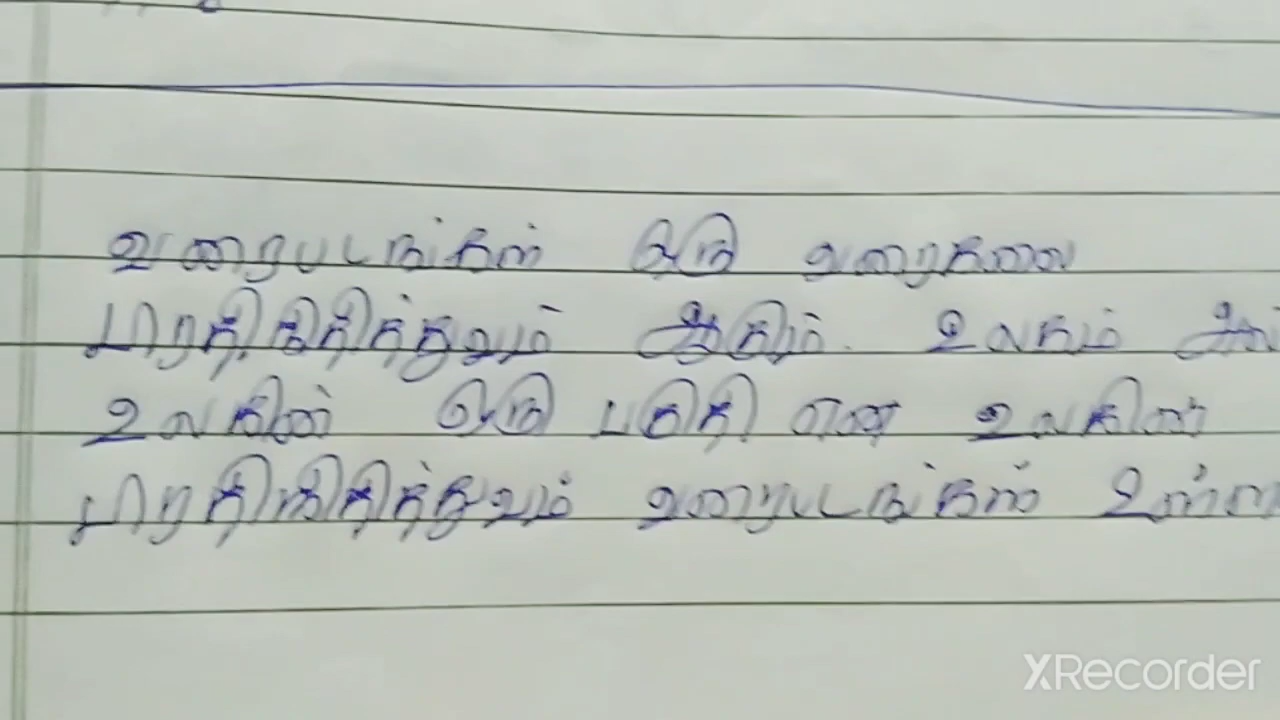 வரைபடங்கள் ஒரு வரைகலை
பிரதிநிதித்துவம் ஆகும். உலகம்
உலகின் ஒரு பகுதி என உலகின்
பிரதிநிதித்துவம் வரைபடங்கள்
XRecorder